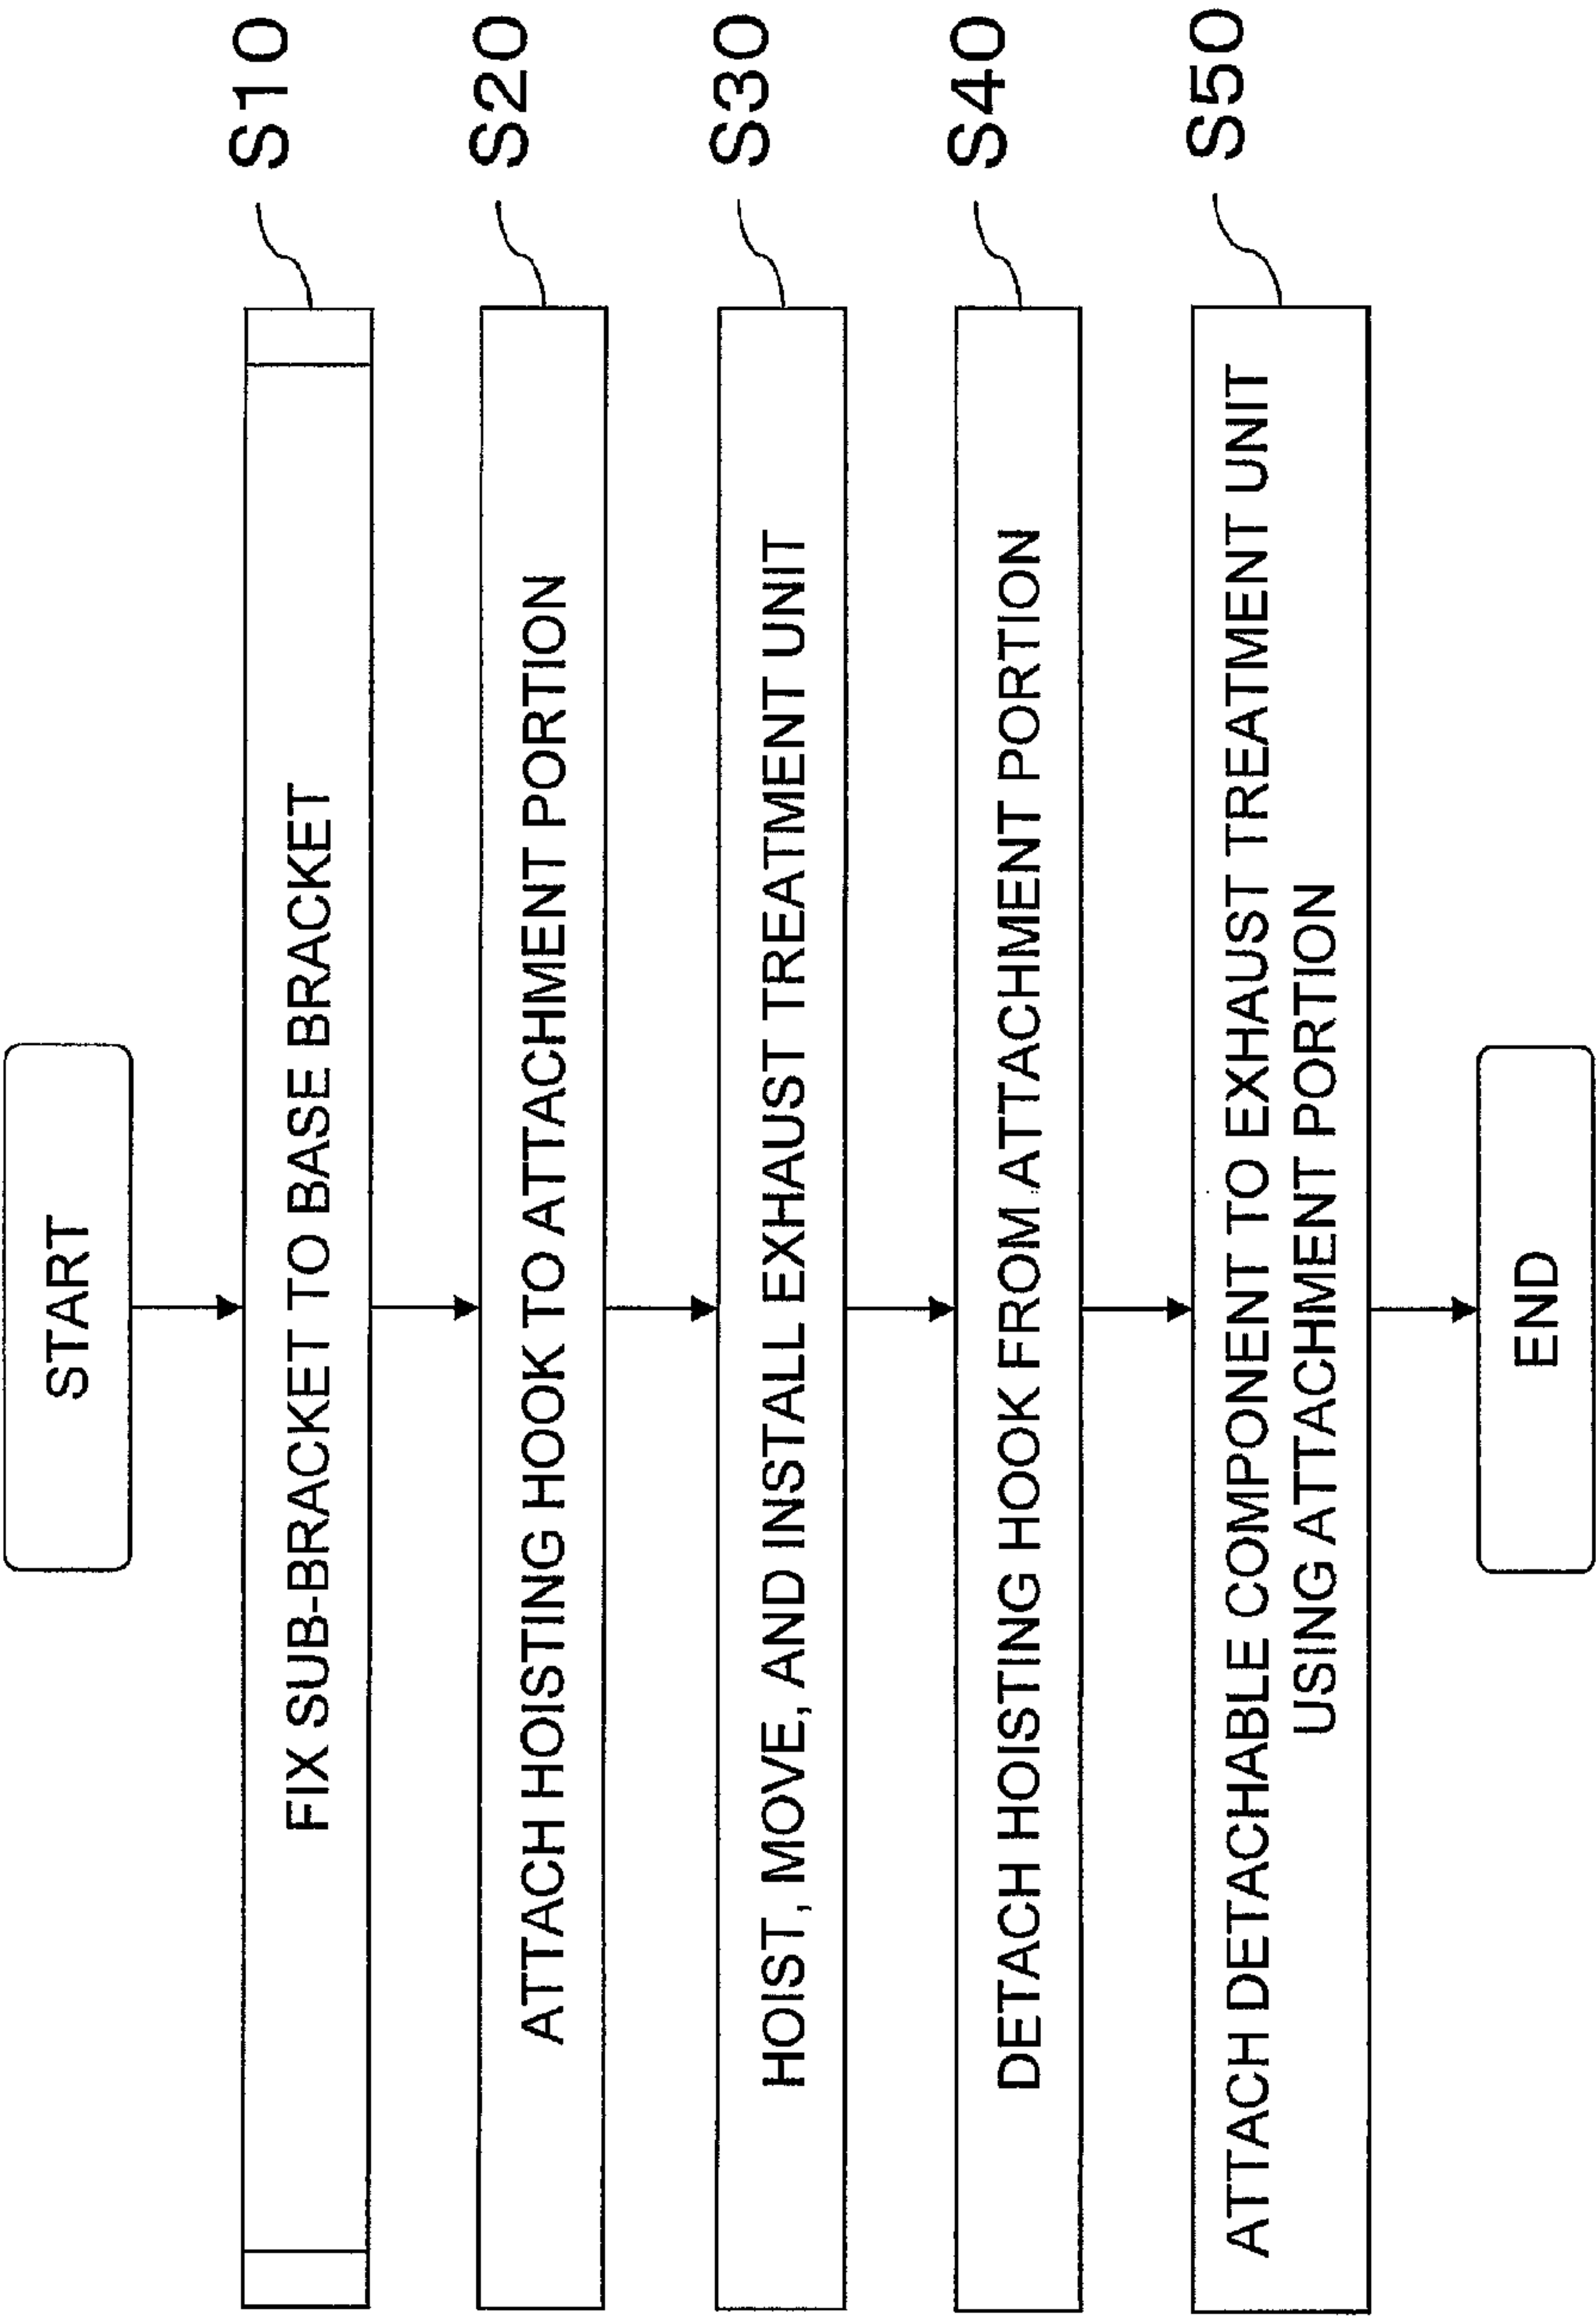 START
FIX SUB-BRACKET TO BASE BRACKET
S10
ATTACH HOISTING HOOK TO ATTACHMENT PORTION
S20
HOIST, MOVE, AND INSTALL EXHAUST TREATMENT UNIT
S30
DETACH HOISTING HOOK FROM ATTACHMENT PORTION
S40
ATTACH DETACHABLE COMPONENT TO EXHAUST TREATMENT UNIT
USING ATTACHMENT PORTION
S50
END